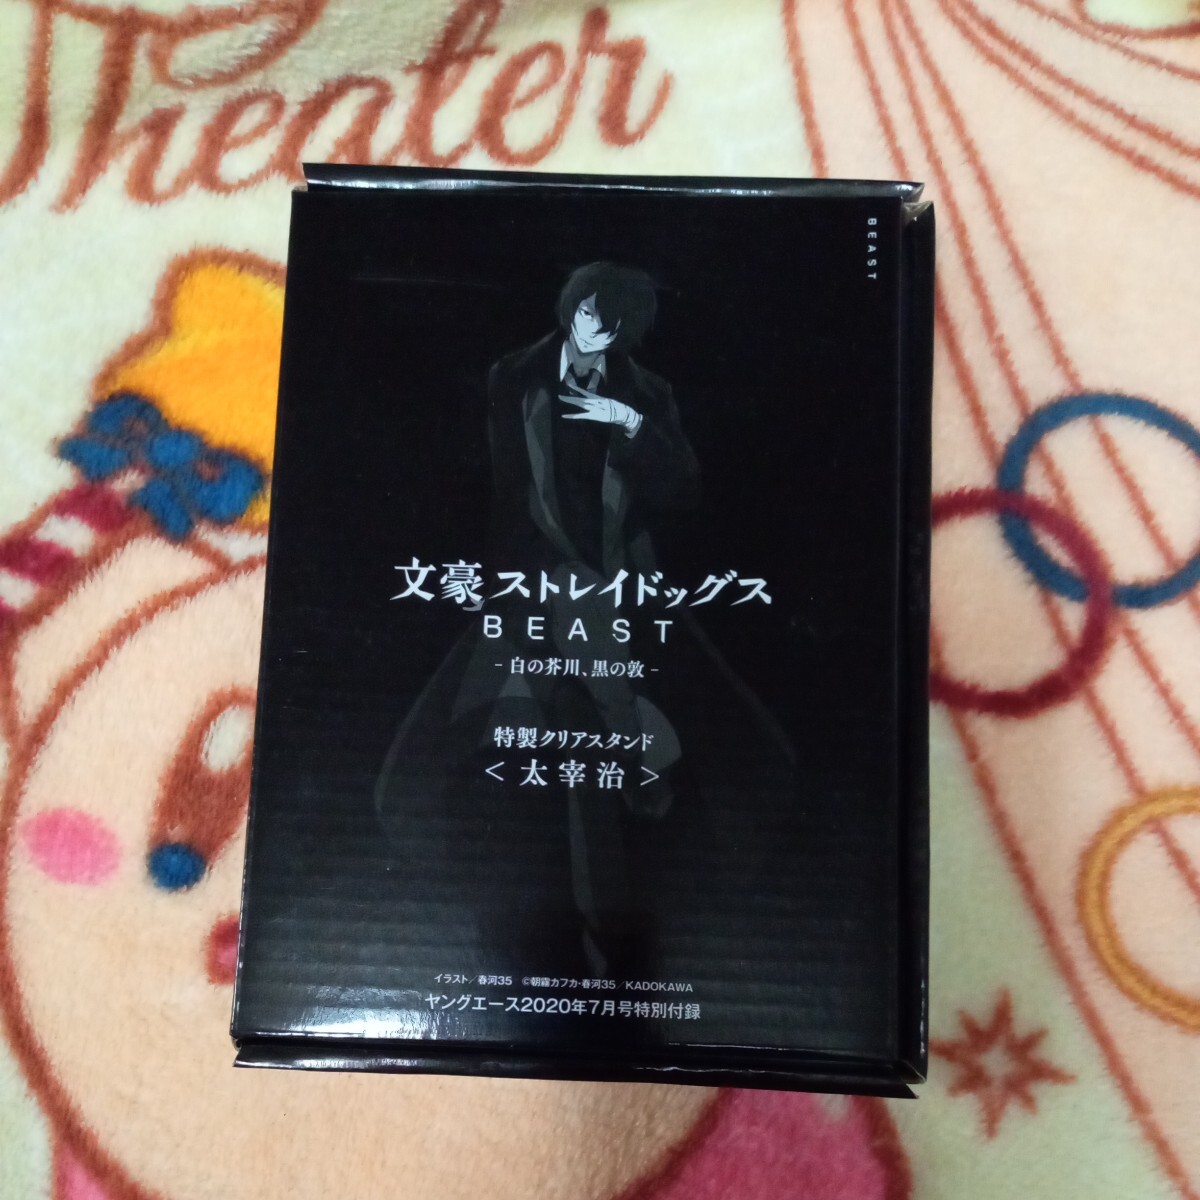 Theater
BEAST
文豪ストレイドッグス
BEAST
- 白の芥川、黒の敦 -
特製クリアスタンド
＜太宰治＞
イラスト／春河35 ©朝霧カフカ・春河35／KADOKAWA
ヤングエース2020年7月号特別付録